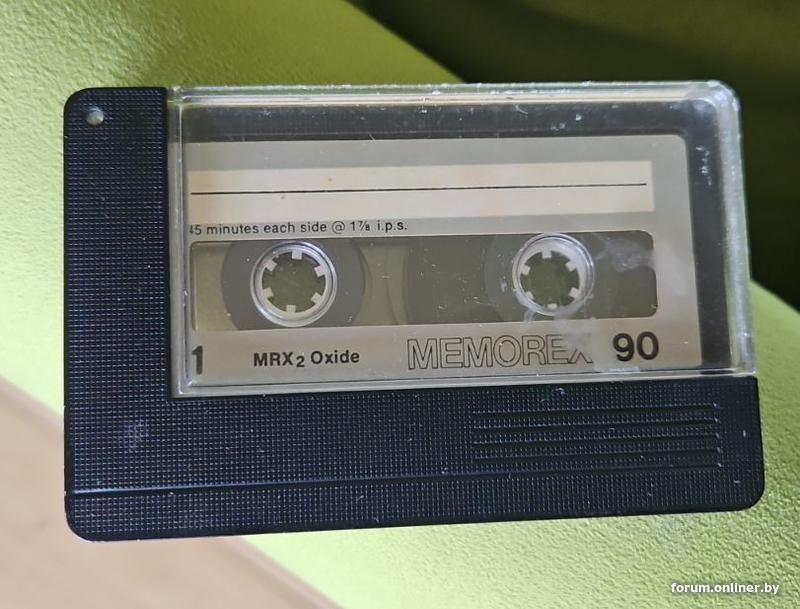 45 minutes each side @ 1⅞ i.p.s.
1 MRX2 Oxide MEMOREX 90
forum.onliner.by